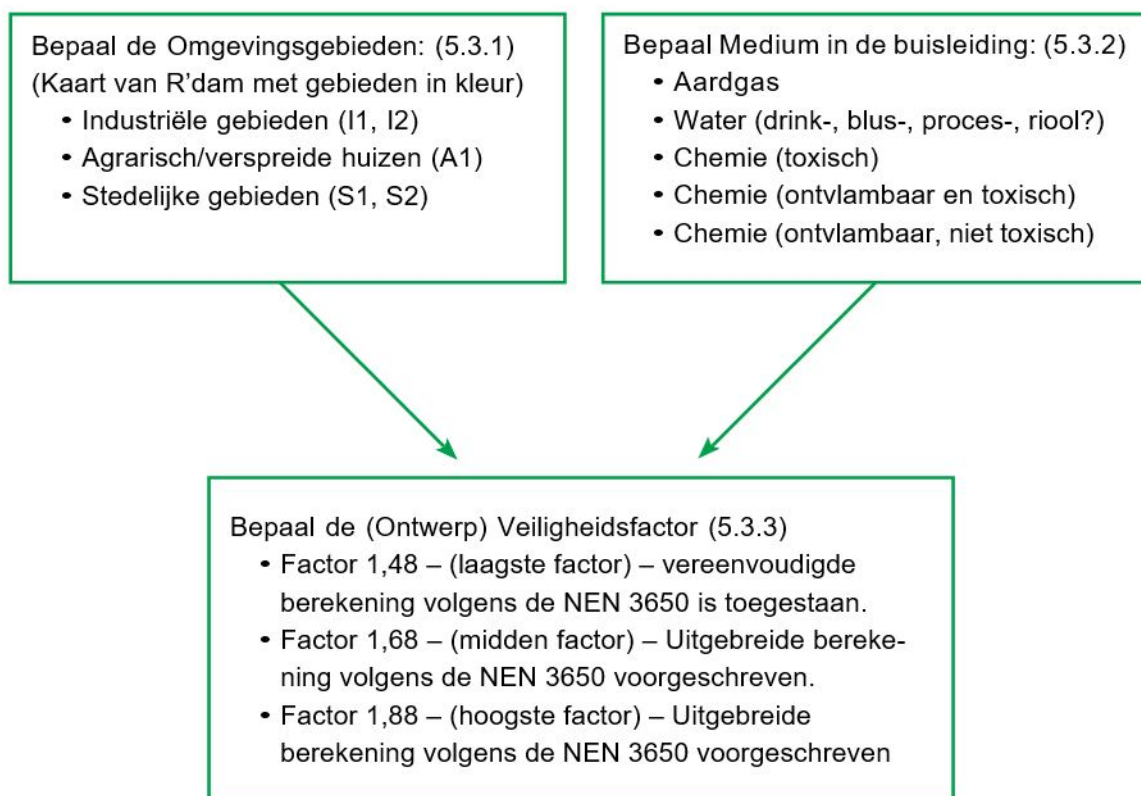 Bepaal de Omgevingsgebieden: (5.3.1)
(Kaart van R’dam met gebieden in kleur)
• Industriële gebieden (I1, I2)
• Agrarisch/verspreide huizen (A1)
• Stedelijke gebieden (S1, S2)
Bepaal Medium in de buisleiding: (5.3.2)
• Aardgas
• Water (drink-, blus-, proces-, riool?)
• Chemie (toxisch)
• Chemie (ontvlambaar en toxisch)
• Chemie (ontvlambaar, niet toxisch)
Bepaal de (Ontwerp) Veiligheidsfactor (5.3.3)
• Factor 1,48 – (laagste factor) – vereenvoudigde
berekening volgens de NEN 3650 is toegestaan.
• Factor 1,68 – (midden factor) – Uitgebreide bereke-
ning volgens de NEN 3650 voorgeschreven.
• Factor 1,88 – (hoogste factor) – Uitgebreide
berekening volgens de NEN 3650 voorgeschreven